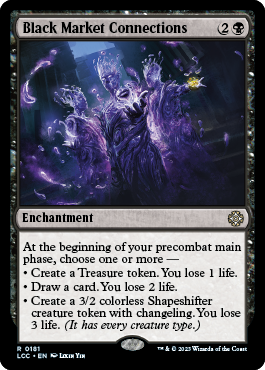 Black Market Connections 2
Enchantment
At the beginning of your precombat main
phase, choose one or more —
• Create a Treasure token. You lose 1 life.
• Draw a card. You lose 2 life.
• Create a 3/2 colorless Shapeshifter
creature token with changeling. You lose
3 life. (It has every creature type.)
R 0181
LCC • EN Lixin Yin
™ & © 2023 Wizards of the Coast